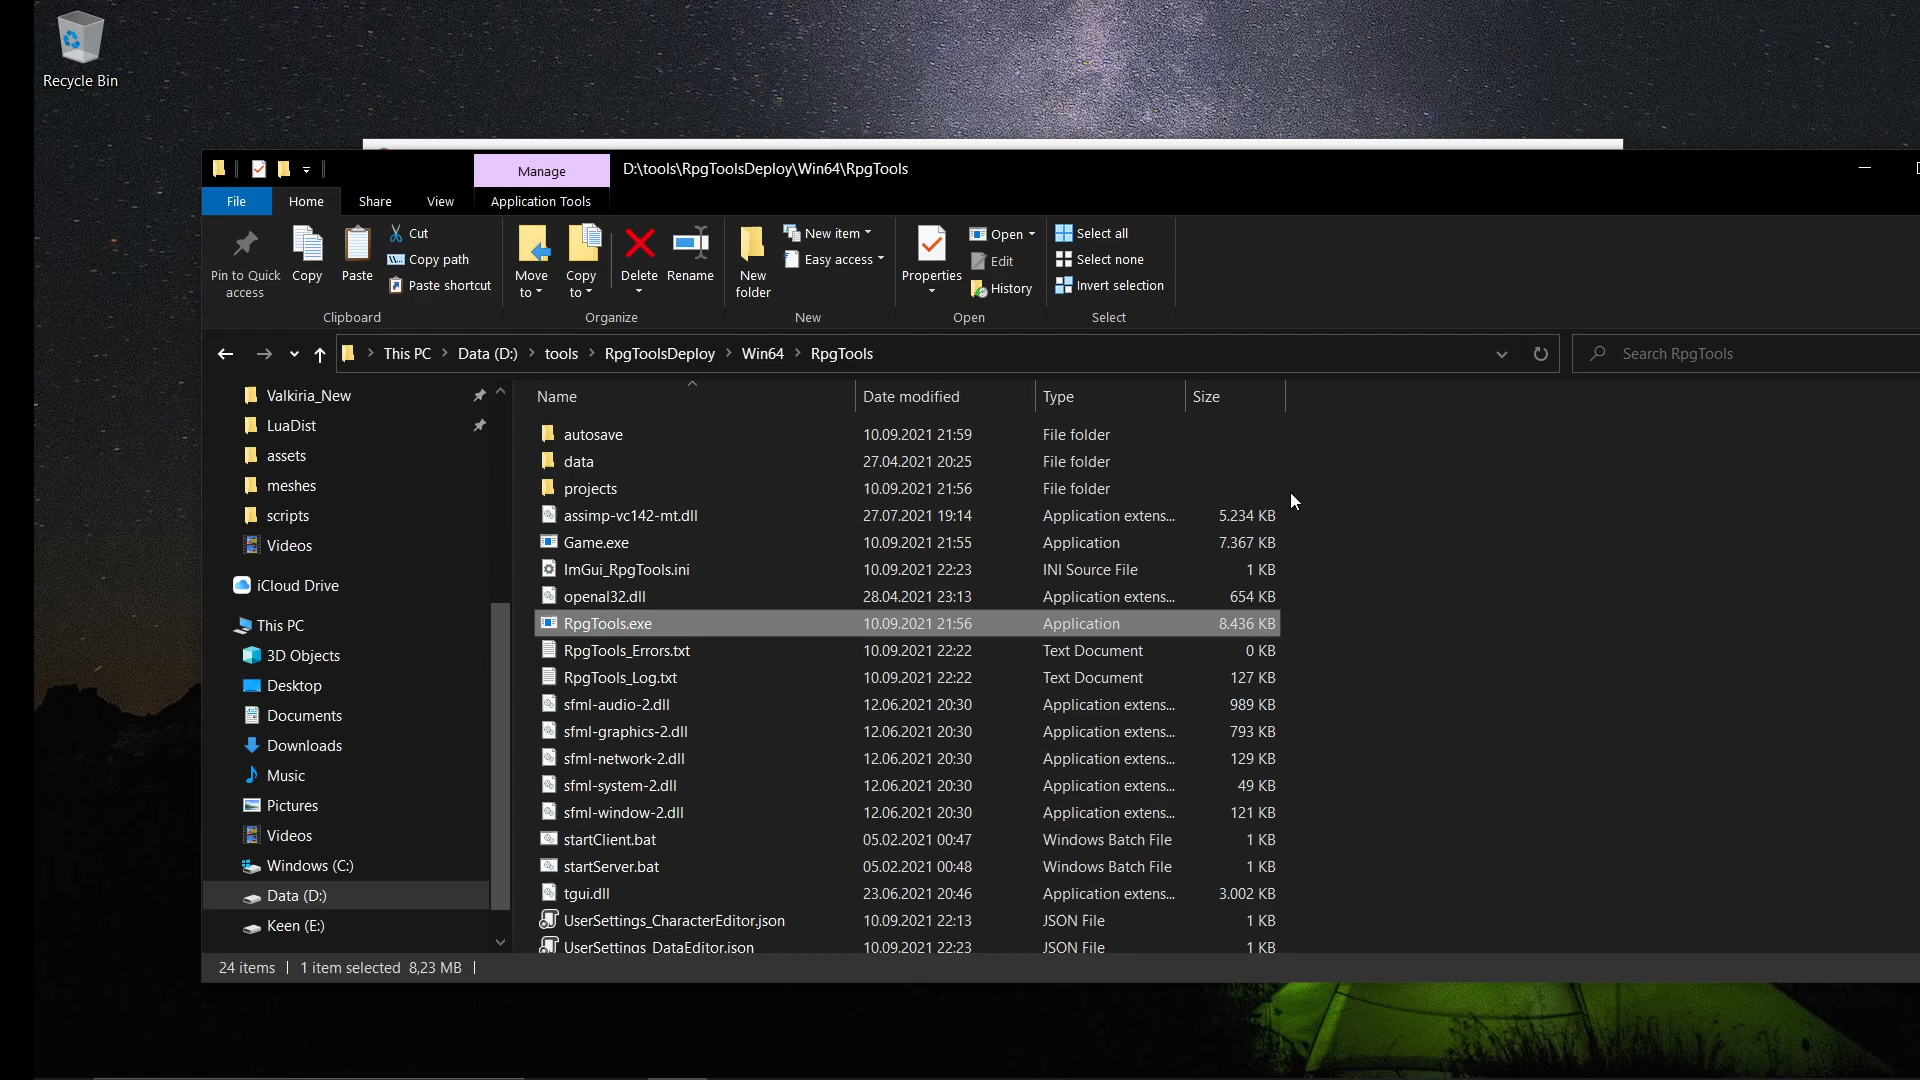 Recycle Bin
Manage
D:\tools\RpgToolsDeploy\Win64\RpgTools
File
Home
Share
View
Application Tools
Pin to Quick access
Copy
Paste
Cut
Copy path
Paste shortcut
Move to
Copy to
Delete
Rename
New folder
New item
Easy access
Properties
Open
Edit
History
Select all
Select none
Invert selection
Clipboard
Organize
New
Open
Select
This PC
Data (D:)
tools
RpgToolsDeploy
Win64
RpgTools
Search RpgTools
Valkiria_New
LuaDist
assets
meshes
scripts
Videos
iCloud Drive
This PC
3D Objects
Desktop
Documents
Downloads
Music
Pictures
Videos
Windows (C:)
Data (D:)
Keen (E:)
Name Date modified Type Size
autosave 10.09.2021 21:59 File folder
data 27.04.2021 20:25 File folder
projects 10.09.2021 21:56 File folder
assimp-vc142-mt.dll 27.07.2021 19:14 Application extens... 5.234 KB
Game.exe 10.09.2021 21:55 Application 7.367 KB
ImGui_RpgTools.ini 10.09.2021 22:23 INI Source File 1 KB
openal32.dll 28.04.2021 23:13 Application extens... 654 KB
RpgTools.exe 10.09.2021 21:56 Application 8.436 KB
RpgTools_Errors.txt 10.09.2021 22:22 Text Document 0 KB
RpgTools_Log.txt 10.09.2021 22:22 Text Document 127 KB
sfml-audio-2.dll 12.06.2021 20:30 Application extens... 989 KB
sfml-graphics-2.dll 12.06.2021 20:30 Application extens... 793 KB
sfml-network-2.dll 12.06.2021 20:30 Application extens... 129 KB
sfml-system-2.dll 12.06.2021 20:30 Application extens... 49 KB
sfml-window-2.dll 12.06.2021 20:30 Application extens... 121 KB
startClient.bat 05.02.2021 00:47 Windows Batch File 1 KB
startServer.bat 05.02.2021 00:48 Windows Batch File 1 KB
tgui.dll 23.06.2021 20:46 Application extens... 3.002 KB
UserSettings_CharacterEditor.json 10.09.2021 22:13 JSON File 1 KB
UserSettings_DataEditor.json 10.09.2021 22:23 JSON File 1 KB
24 items 1 item selected 8,23 MB